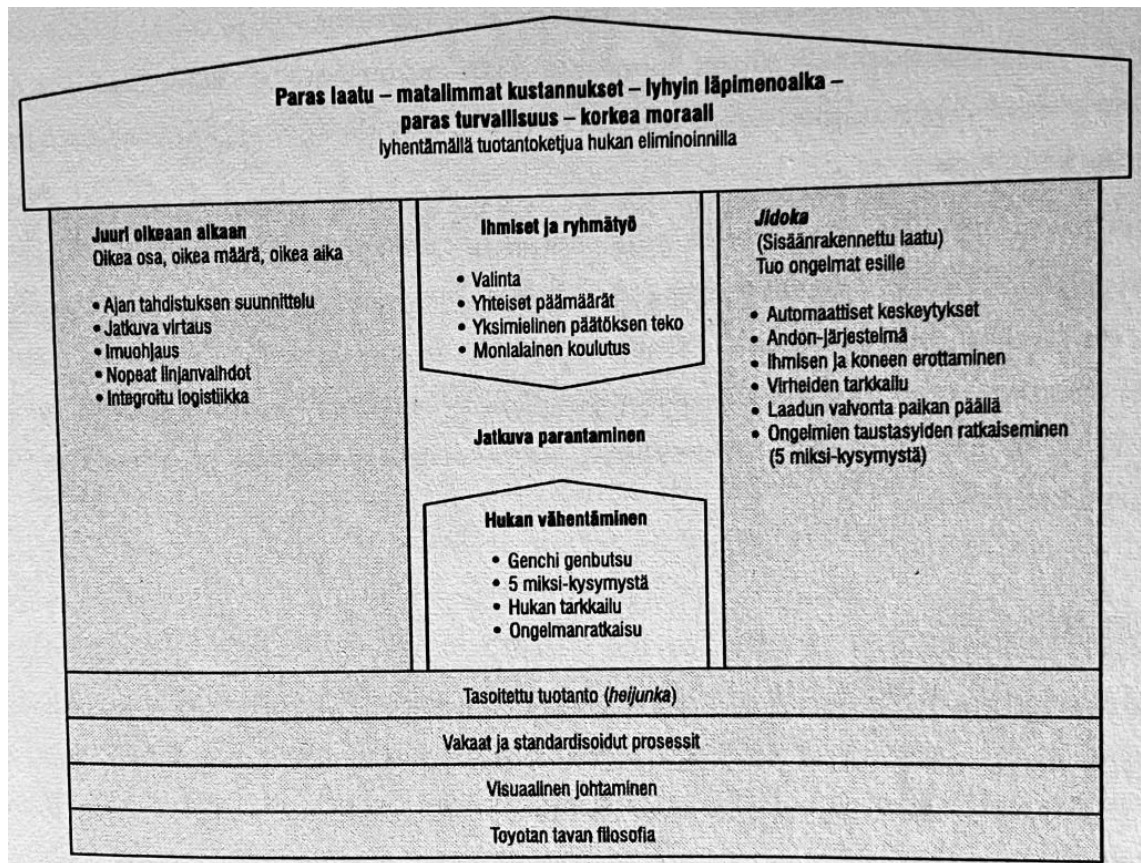 Paras laatu – matalimmat kustannukset – lyhyin läpimenoaika –
paras turvallisuus – korkea moraali
lyhentämällä tuotantoketjua hukan eliminoinnilla
Juuri oikeaan aikaan
Oikea osa, oikea määrä, oikea aika
• Ajan tahdistuksen suunnittelu
• Jatkuva virtaus
• Imuohjaus
• Nopeat linjanvaihdot
• Integroitu logistiikka
Ihmiset ja ryhmätyö
• Valinta
• Yhteiset päämäärät
• Yksimielinen päätöksen teko
• Monialainen koulutus
Jatkuva parantaminen
Hukan vähentäminen
• Genchi genbutsu
• 5 miksi-kysymystä
• Hukan tarkkailu
• Ongelmanratkaisu
Jidoka
(Sisäänrakennettu laatu)
Tuo ongelmat esille
• Automaattiset keskeytykset
• Andon-järjestelmä
• Ihmisen ja koneen erottaminen
• Virheiden tarkkailu
• Laadun valvonta paikan päällä
• Ongelmien taustasyiden ratkaiseminen
(5 miksi-kysymystä)
Tasoitettu tuotanto (heijunka)
Vakaat ja standardisoidut prosessit
Visuaalinen johtaminen
Toyotan tavan filosofia